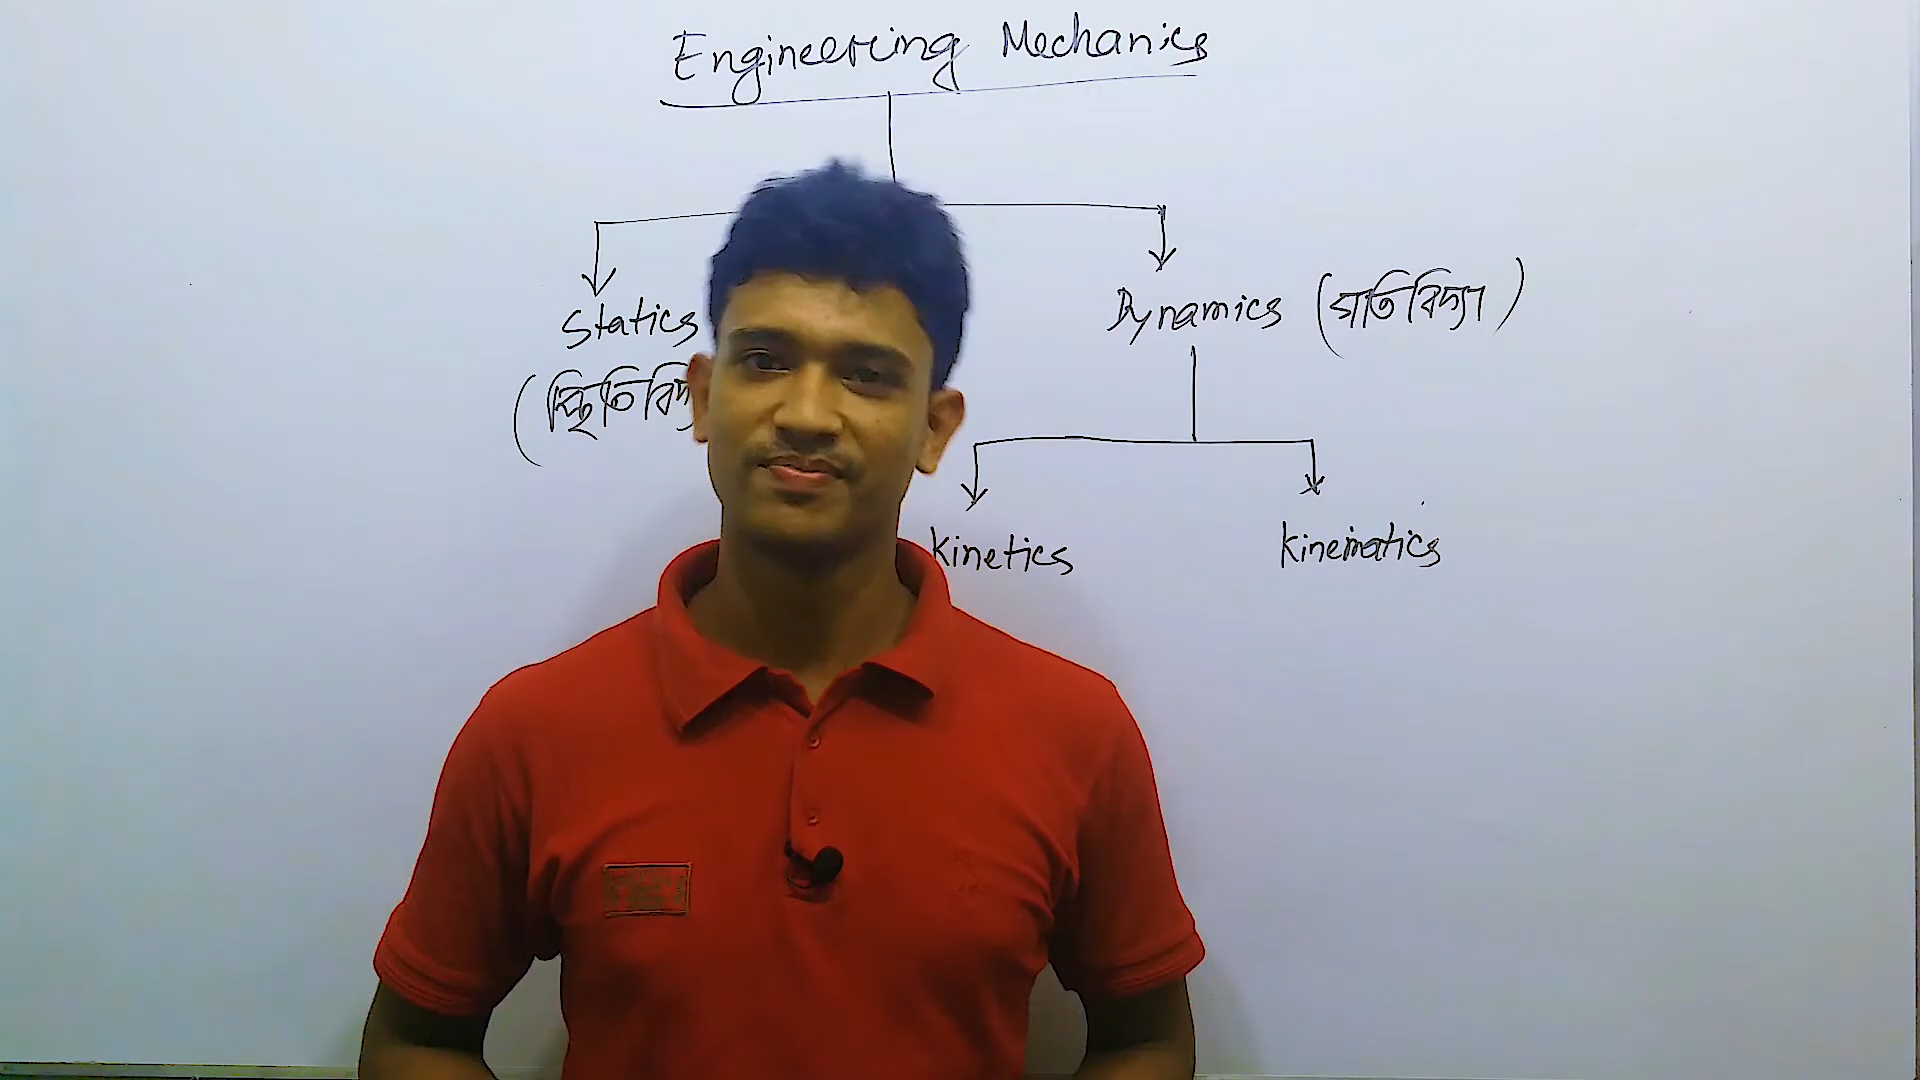 Engineering Mechanics
Statics
Dynamics (গতিবিদ্যা)
(স্থিতিবিদ্
Kinetics
Kinematics